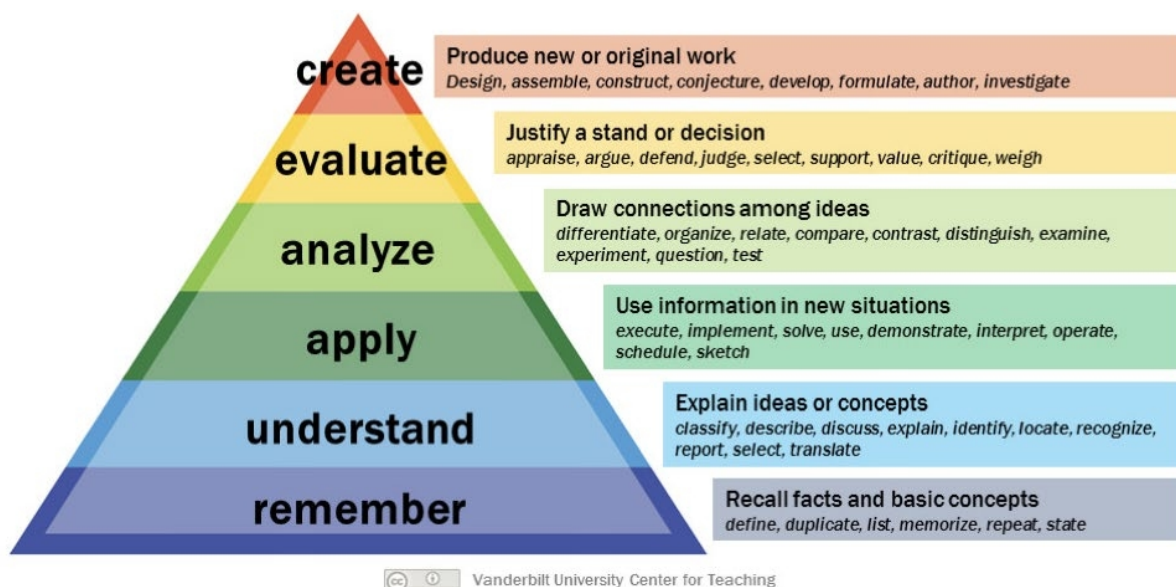 create
Produce new or original work
Design, assemble, construct, conjecture, develop, formulate, author, investigate
evaluate
Justify a stand or decision
appraise, argue, defend, judge, select, support, value, critique, weigh
analyze
Draw connections among ideas
differentiate, organize, relate, compare, contrast, distinguish, examine,
experiment, question, test
apply
Use information in new situations
execute, implement, solve, use, demonstrate, interpret, operate,
schedule, sketch
understand
Explain ideas or concepts
classify, describe, discuss, explain, identify, locate, recognize,
report, select, translate
remember
Recall facts and basic concepts
define, duplicate, list, memorize, repeat, state
cc
Vanderbilt University Center for Teaching